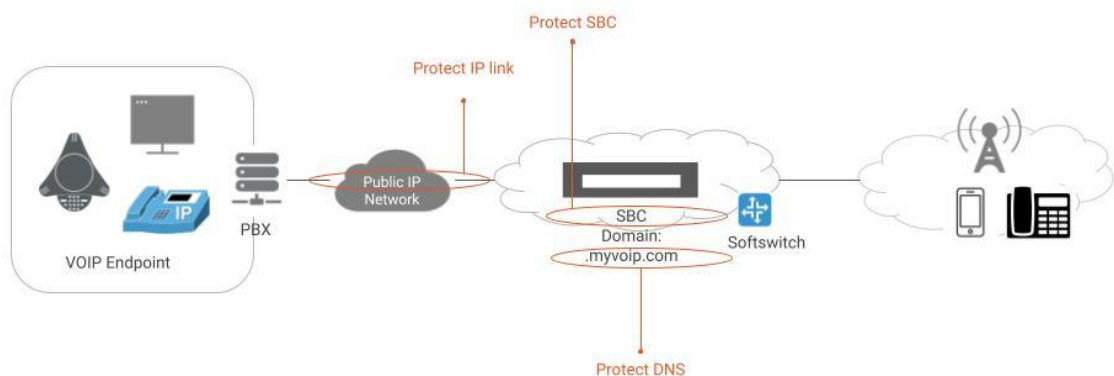 Protect SBC
Protect IP link
Public IP
Network
IP
PBX
VOIP Endpoint
SBC
Domain:
.myvoip.com
Softswitch
Protect DNS